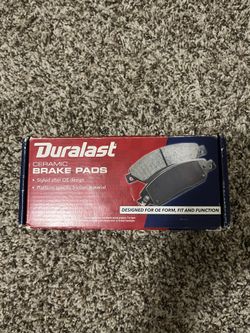 Duralast
CERAMIC
BRAKE PADS
• Styled after OE design
• Platform specific friction material
DESIGNED FOR OE FORM, FIT AND FUNCTION